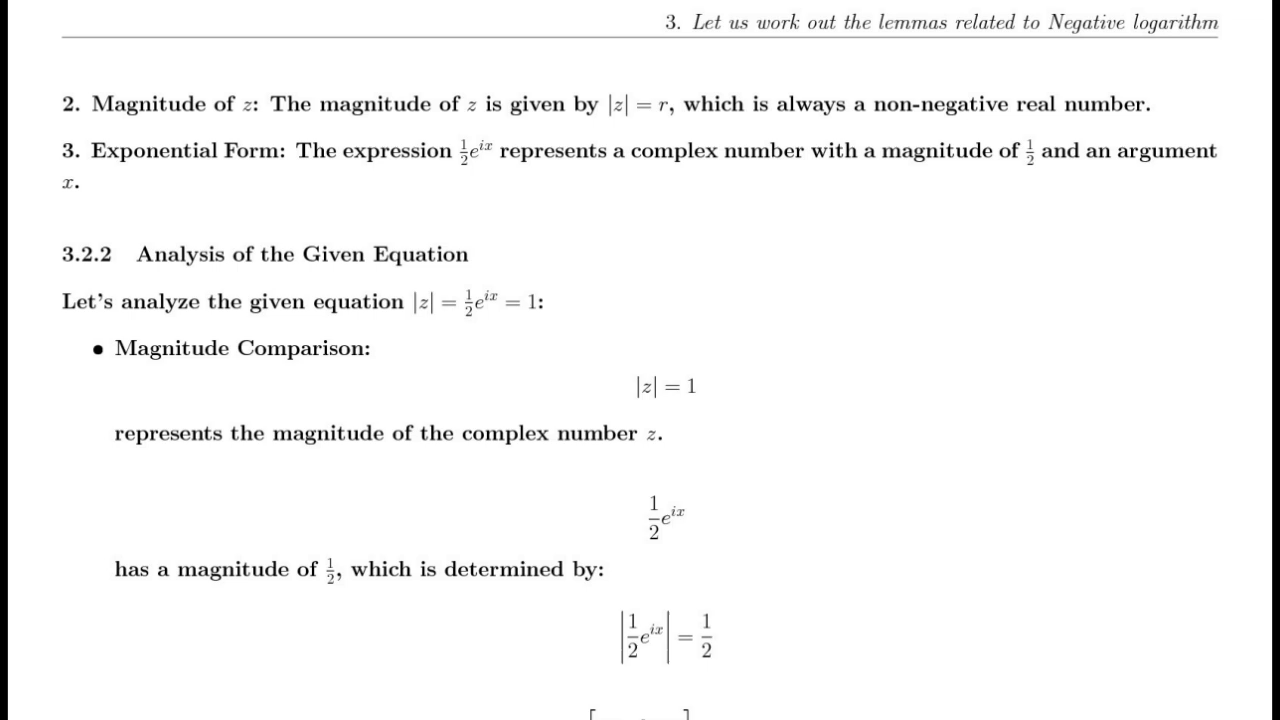 3. Let us work out the lemmas related to Negative logarithm
2. Magnitude of z: The magnitude of z is given by |z| = r, which is always a non-negative real number.
3. Exponential Form: The expression ½e^{ix} represents a complex number with a magnitude of ½ and an argument
x.
3.2.2 Analysis of the Given Equation
Let's analyze the given equation |z| = ½e^{ix} = 1:
• Magnitude Comparison:
|z| = 1
represents the magnitude of the complex number z.
½e^{ix}
has a magnitude of ½, which is determined by:
|½e^{ix}| = ½